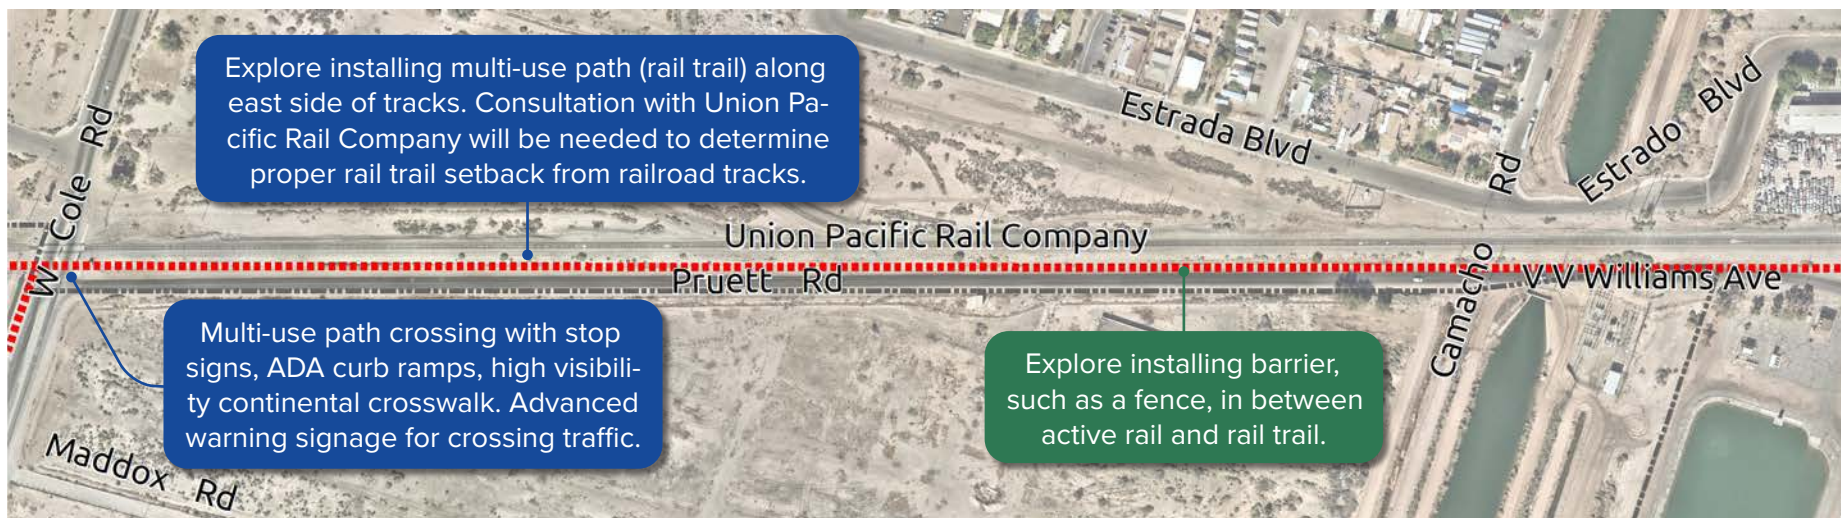 Explore installing multi-use path (rail trail) along
east side of tracks. Consultation with Union Pa-
cific Rail Company will be needed to determine
proper rail trail setback from railroad tracks.
W Cole Rd
Estrada Blvd
Rd
Estrado Blvd
Union Pacific Rail Company
Pruett Rd
Camacho
V V Williams Ave
Multi-use path crossing with stop
signs, ADA curb ramps, high visibili-
ty continental crosswalk. Advanced
warning signage for crossing traffic.
Explore installing barrier,
such as a fence, in between
active rail and rail trail.
Maddox Rd